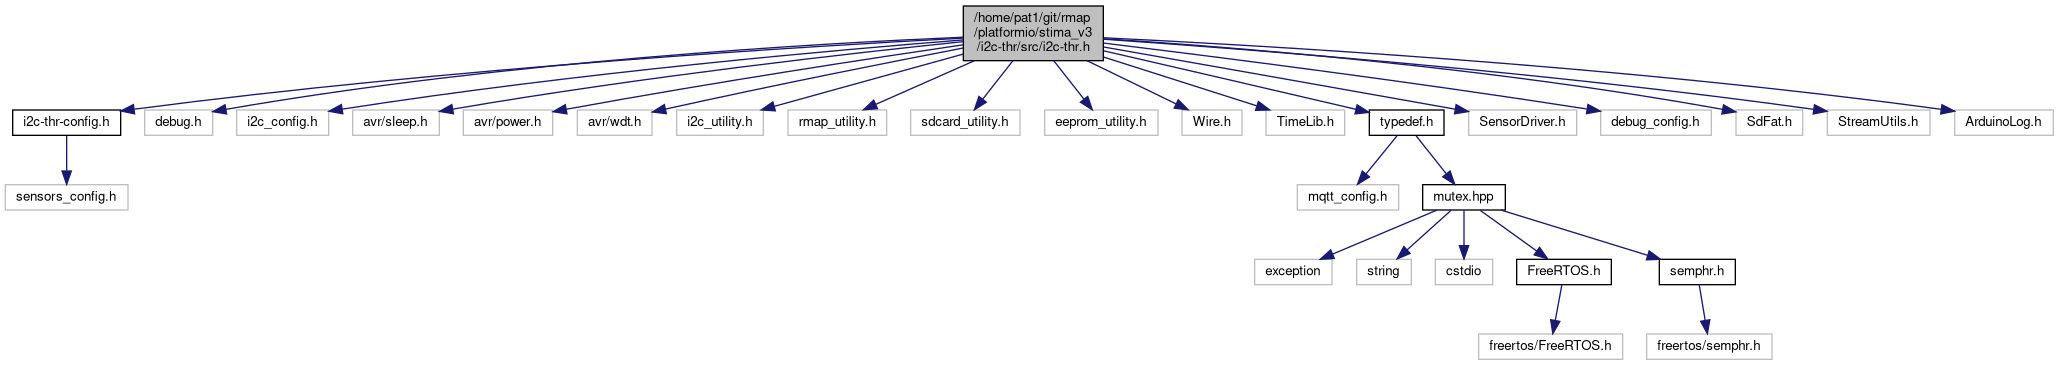 /home/pat1/git/rmap
/platformio/stima_v3
/i2c-thr/src/i2c-thr.h
i2c-thr-config.h
debug.h
i2c_config.h
avr/sleep.h
avr/power.h
avr/wdt.h
i2c_utility.h
rmap_utility.h
sdcard_utility.h
eeprom_utility.h
Wire.h
TimeLib.h
typedef.h
SensorDriver.h
debug_config.h
SdFat.h
StreamUtils.h
ArduinoLog.h
sensors_config.h
mqtt_config.h
mutex.hpp
exception
string
cstdio
FreeRTOS.h
semphr.h
freertos/FreeRTOS.h
freertos/semphr.h